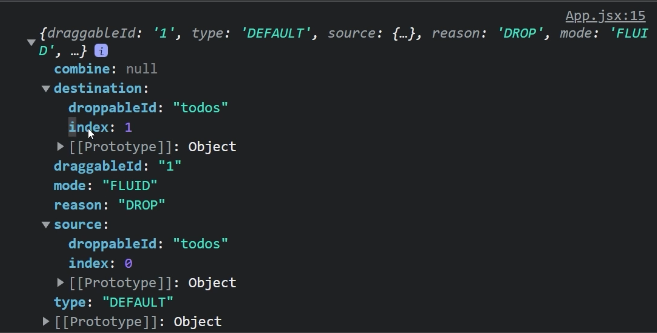 App.jsx:15
{draggableId: '1', type: 'DEFAULT', source: {…}, reason: 'DROP', mode: 'FLUI
D', …} i
combine: null
destination:
droppableId: "todos"
index: 1
[[Prototype]]: Object
draggableId: "1"
mode: "FLUID"
reason: "DROP"
source:
droppableId: "todos"
index: 0
[[Prototype]]: Object
type: "DEFAULT"
[[Prototype]]: Object